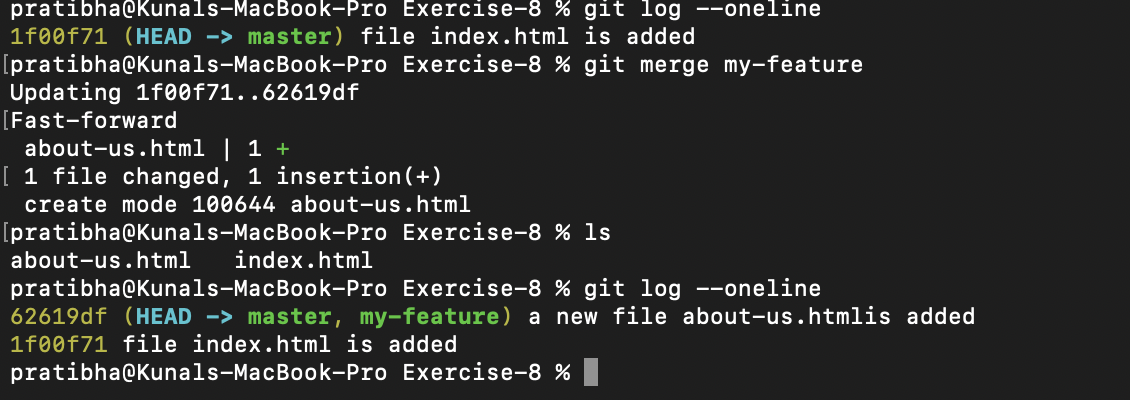 pratibha@Kunals-MacBook-Pro Exercise-8 % git log --oneline
1f00f71 (HEAD -> master) file index.html is added
[pratibha@Kunals-MacBook-Pro Exercise-8 % git merge my-feature
Updating 1f00f71..62619df
[Fast-forward
 about-us.html | 1 +
[ 1 file changed, 1 insertion(+)
 create mode 100644 about-us.html
[pratibha@Kunals-MacBook-Pro Exercise-8 % ls
about-us.html   index.html
pratibha@Kunals-MacBook-Pro Exercise-8 % git log --oneline
62619df (HEAD -> master, my-feature) a new file about-us.htmlis added
1f00f71 file index.html is added
pratibha@Kunals-MacBook-Pro Exercise-8 %